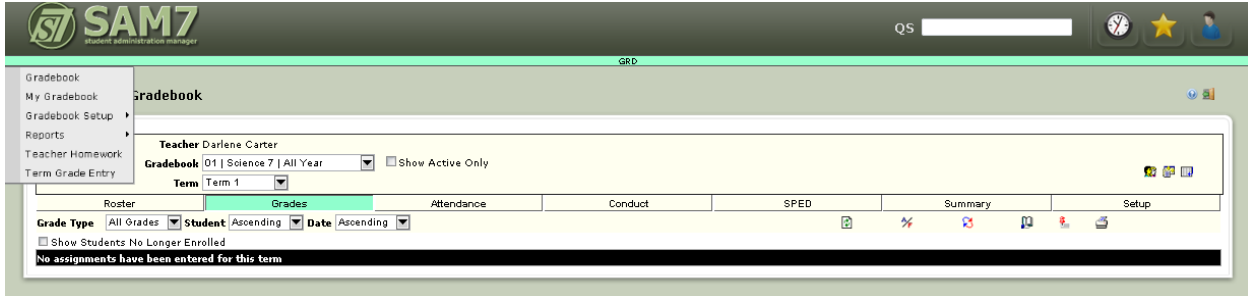 SAM7
student administration manager
QS
GRD
Gradebook
My Gradebook
Gradebook Setup
Reports
Teacher Homework
Term Grade Entry
Gradebook
Teacher Darlene Carter
Gradebook 01 | Science 7 | All Year Show Active Only
Term Term 1
Roster Grades Attendance Conduct SPED Summary Setup
Grade Type All Grades Student Ascending Date Ascending
Show Students No Longer Enrolled
No assignments have been entered for this term